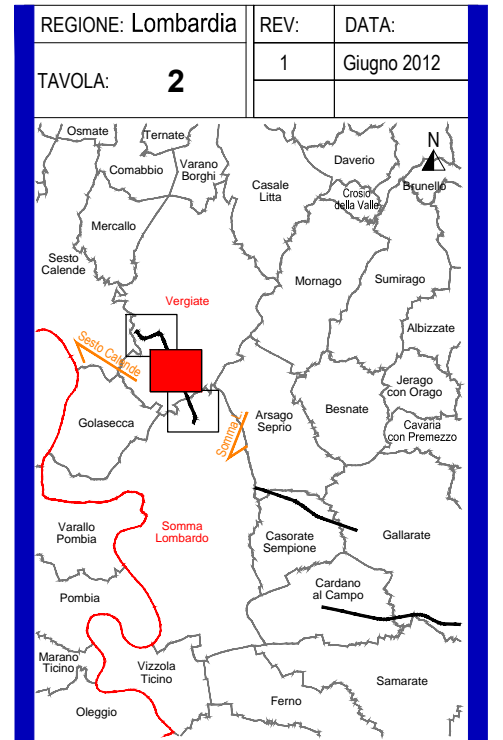 REGIONE: Lombardia
REV:
DATA:
TAVOLA: 2
1
Giugno 2012
Osmate
Ternate
N
Comabbio
Varano
Borghi
Daverio
Casale
Litta
Crosio
della Valle
Brunello
Mercallo
Sesto
Calende
Mornago
Sumirago
Vergiate
Albizzate
Sesto Calende
Jerago
con Orago
Golasecca
Somma...
Arsago
Seprio
Besnate
Cavaria
con Premezzo
Varallo
Pombia
Somma
Lombardo
Casorate
Sempione
Gallarate
Pombia
Cardano
al Campo
Marano
Ticino
Vizzola
Ticino
Samarate
Ferno
Oleggio